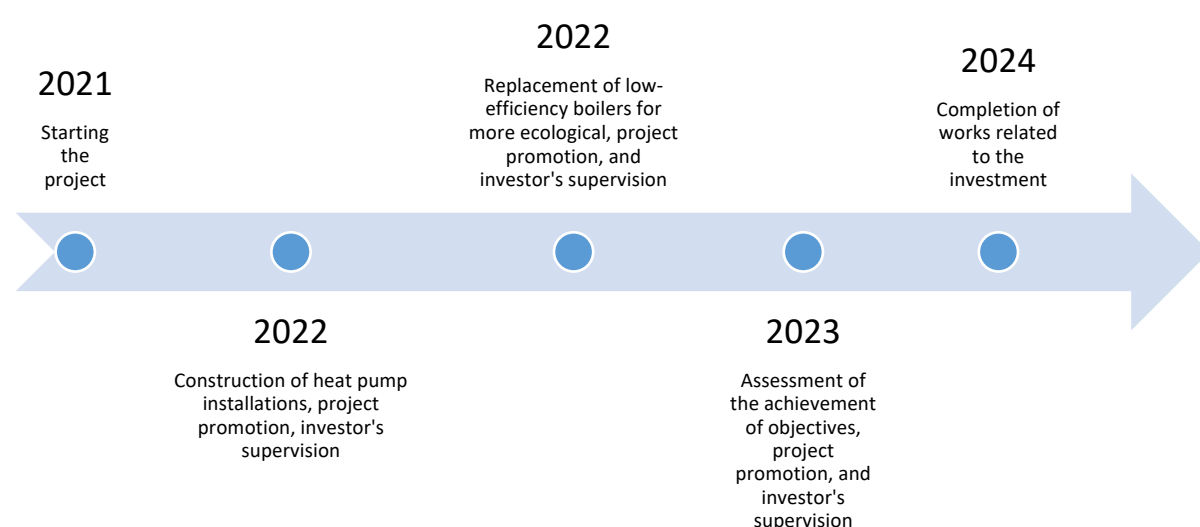 2021
Starting
the
project
2022
Construction of heat pump
installations, project
promotion, investor's
supervision
2022
Replacement of low-
efficiency boilers for
more ecological, project
promotion, and
investor's supervision
2023
Assessment of
the achievement
of objectives,
project
promotion, and
investor's
supervision
2024
Completion of
works related
to the
investment